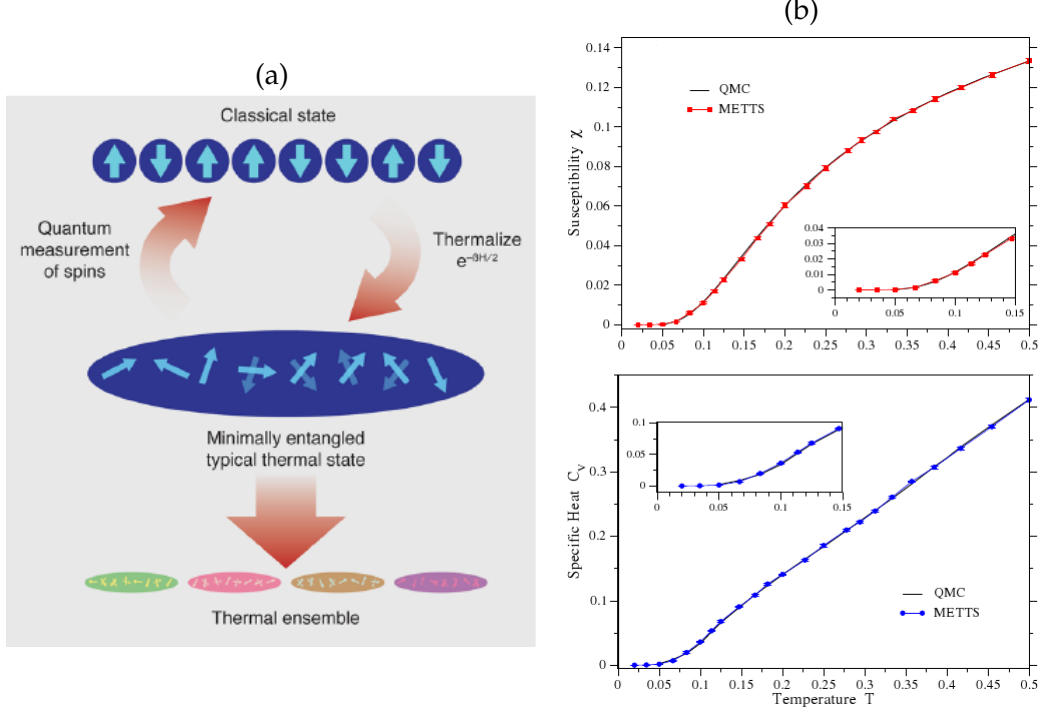 (a)
Classical state
Quantum
measurement
of spins
Thermalize
e⁻ᵝᴴ/²
Minimally entangled
typical thermal state
Thermal ensemble
(b)
0.14
0.12
0.1
0.08
0.06
0.04
0.02
0
Susceptibility χ
QMC
METTS
0.04
0.03
0.02
0.01
0
0 0.05 0.1 0.15
0 0.05 0.1 0.15 0.2 0.25 0.3 0.35 0.4 0.45 0.5
0.4
0.3
0.2
0.1
0
Specific Heat C_V
0.1
0.05
0
0 0.05 0.1 0.15
QMC
METTS
0 0.05 0.1 0.15 0.2 0.25 0.3 0.35 0.4 0.45 0.5
Temperature T